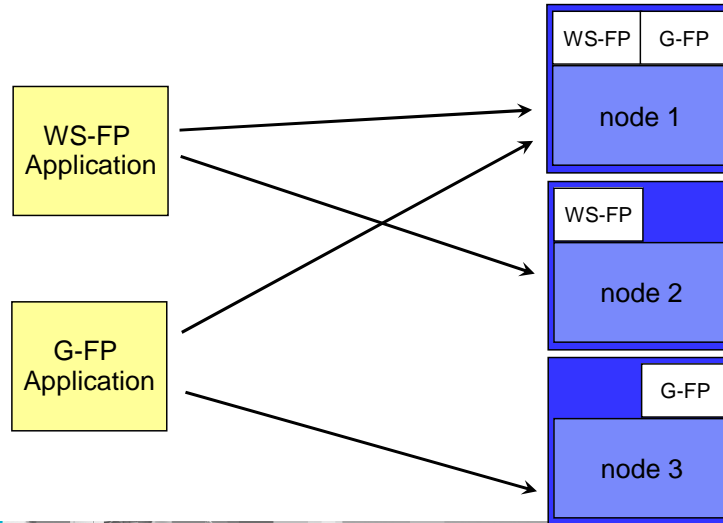 WS-FP G-FP
node 1
WS-FP
Application
WS-FP
node 2
G-FP
Application
G-FP
node 3